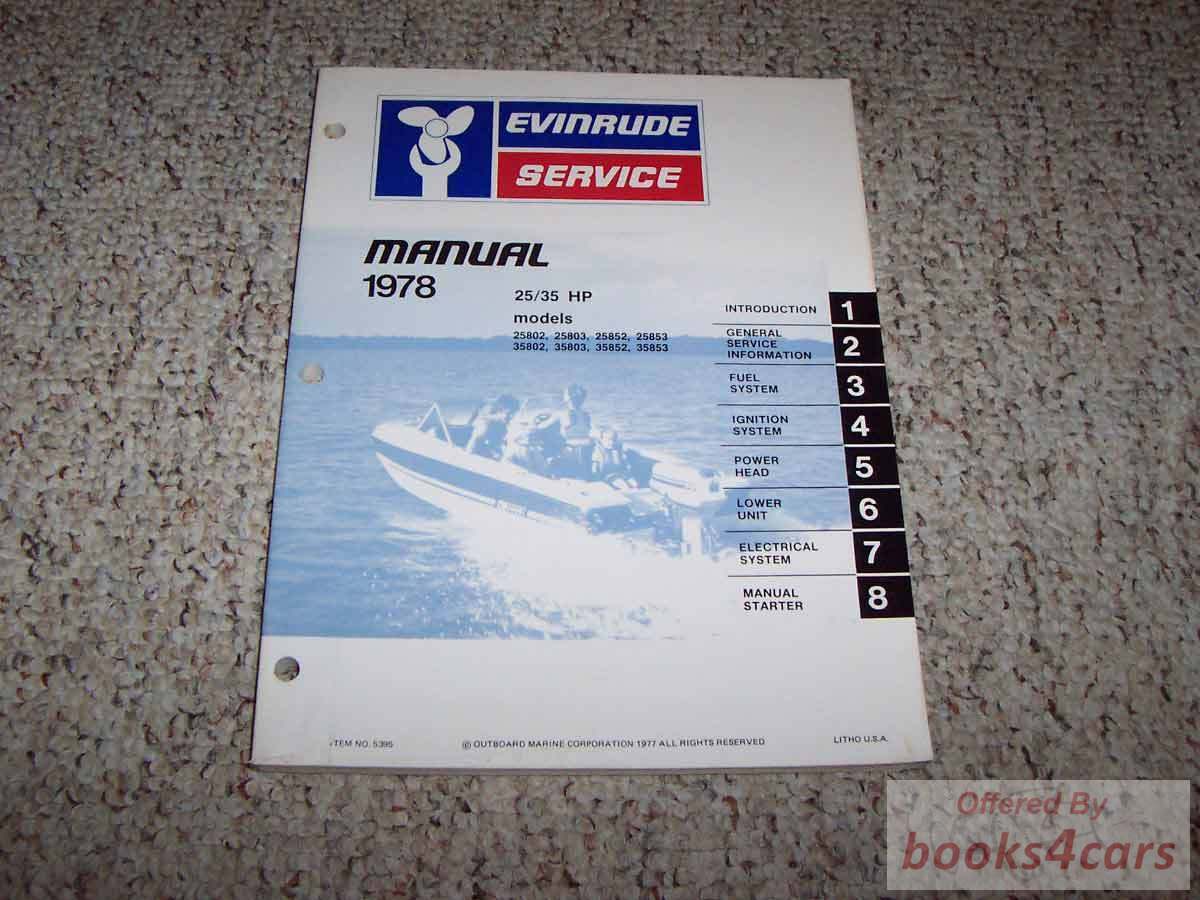 EVINRUDE
SERVICE
MANUAL
1978
25/35 HP
models
25802, 25803, 25852, 25853
35802, 35803, 35852, 35853
INTRODUCTION 1
GENERAL
SERVICE
INFORMATION 2
FUEL
SYSTEM 3
IGNITION
SYSTEM 4
POWER
HEAD 5
LOWER
UNIT 6
ELECTRICAL
SYSTEM 7
MANUAL
STARTER 8
ITEM NO. 5395
© OUTBOARD MARINE CORPORATION 1977 ALL RIGHTS RESERVED
LITHO U.S.A.
Offered By
books4cars